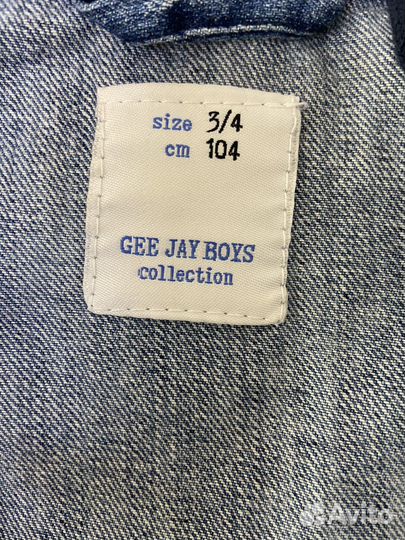 size 3/4
cm 104
GEE JAY BOYS
collection
Avito